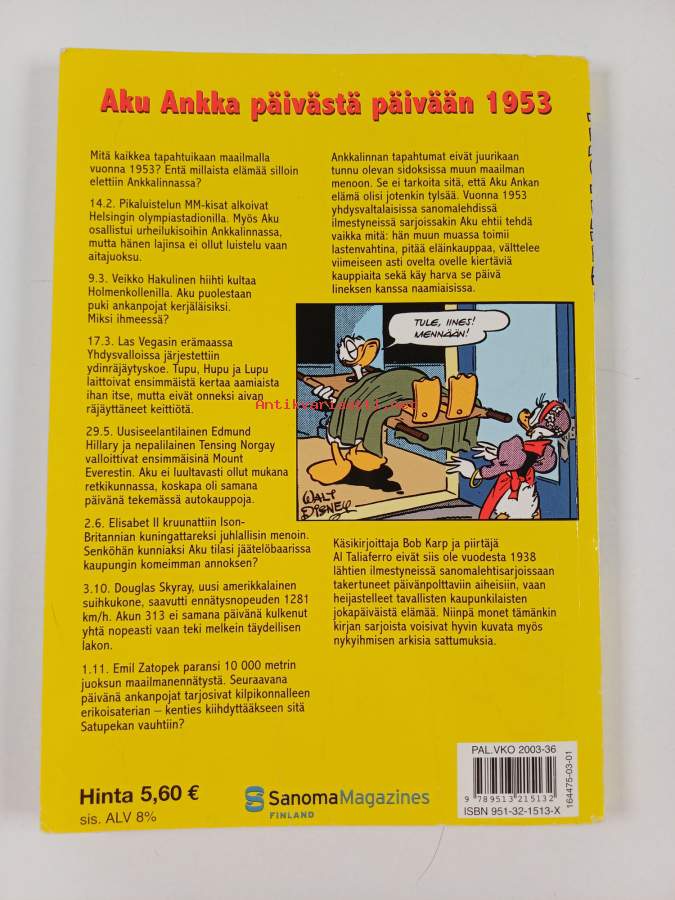 Aku Ankka päivästä päivään 1953
Mitä kaikkea tapahtuikaan maailmalla
vuonna 1953? Entä millaista elämää silloin
elettiin Ankkalinnassa?
14.2. Pikaluistelun MM-kisat alkoivat
Helsingin olympiastadionilla. Myös Aku
osallistui urheilukisoihin Ankkalinnassa,
mutta hänen lajinsa ei ollut luistelu vaan
aitajuoksu.
9.3. Veikko Hakulinen hiihti kultaa
Holmenkollenilla. Aku puolestaan
puki ankanpojat kerjäläisiksi.
Miksi ihmeessä?
17.3. Las Vegasin erämaassa
Yhdysvalloissa järjestettiin
ydinräjäytyskoe. Tupu, Hupu ja Lupu
laittoivat ensimmäistä kertaa aamiaista
ihan itse, mutta eivät onneksi aivan
räjäyttäneet keittiötä.
29.5. Uusiseelantilainen Edmund
Hillary ja nepalilainen Tensing Norgay
valloittivat ensimmäisinä Mount
Everestin. Aku ei luultavasti ollut mukana
retkikunnassa, koskapa oli samana
päivänä tekemässä autokauppoja.
2.6. Elisabet II kruunattiin Ison-
Britannian kuningattareksi juhlallisin menoin.
Senköhän kunniaksi Aku tilasi jäätelöbaarissa
kaupungin komeimman annoksen?
3.10. Douglas Skyray, uusi amerikkalainen
suihkukone, saavutti ennätysnopeuden 1281
km/h. Akun 313 ei samana päivänä kulkenut
yhtä nopeasti vaan teki melkein täydellisen
lakon.
1.11. Emil Zatopek paransi 10 000 metrin
juoksun maailmanennätystä. Seuraavana
päivänä ankanpojat tarjosivat kilpikonnalleen
erikoisaterian – kenties kiihdyttääkseen sitä
Satupekan vauhtiin?
Ankkalinnan tapahtumat eivät juurikaan
tunnu olevan sidoksissa muun maailman
menoon. Se ei tarkoita sitä, että Aku Ankan
elämä olisi jotenkin tylsää. Vuonna 1953
yhdysvaltalaisissa sanomalehdissä
ilmestyneissä sarjoissakin Aku ehtii tehdä
vaikka mitä: hän muun muassa toimii
lastenvahtina, pitää eläinkauppaa, välttelee
viimeiseen asti ovelta ovelle kiertäviä
kauppiaita sekä käy harva se päivä
Iineksen kanssa naamiaisissa.
TULE, IINES!
MENNÄÄN!
WALT
DISNEY
Antikvariaatti.net
Käsikirjoittaja Bob Karp ja piirtäjä
Al Taliaferro eivät siis ole vuodesta 1938
lähtien ilmestyneissä sanomalehtisarjoissaan
takertuneet päivänpolttaviin aiheisiin, vaan
heijastelleet tavallisten kaupunkilaisten
jokapäiväistä elämää. Niinpä monet tämänkin
kirjan sarjoista voisivat hyvin kuvata myös
nykyihmisen arkisia sattumuksia.
PAL.VKO 2003-36
9 789513 215132
ISBN 951-32-1513-X
164475-03-01
Hinta 5,60 €
sis. ALV 8%
SanomaMagazines
FINLAND